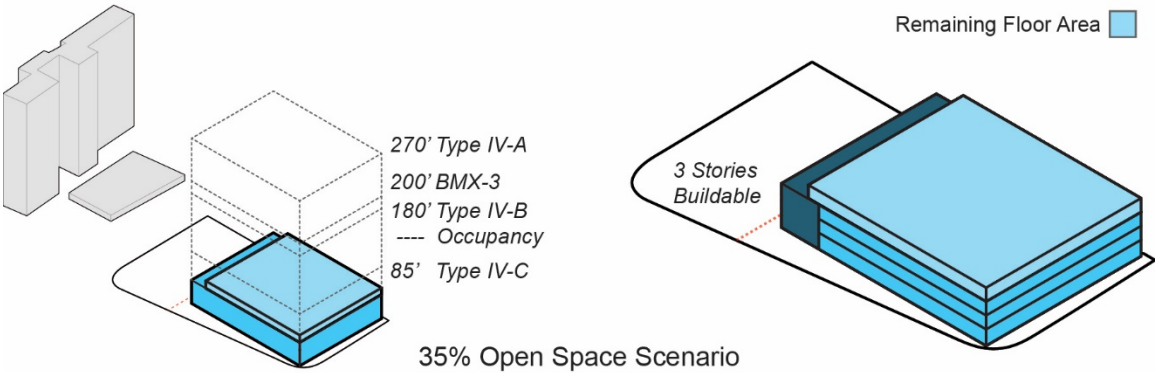 Remaining Floor Area
270' Type IV-A
200' BMX-3
180' Type IV-B
---- Occupancy
85' Type IV-C
3 Stories
Buildable
35% Open Space Scenario